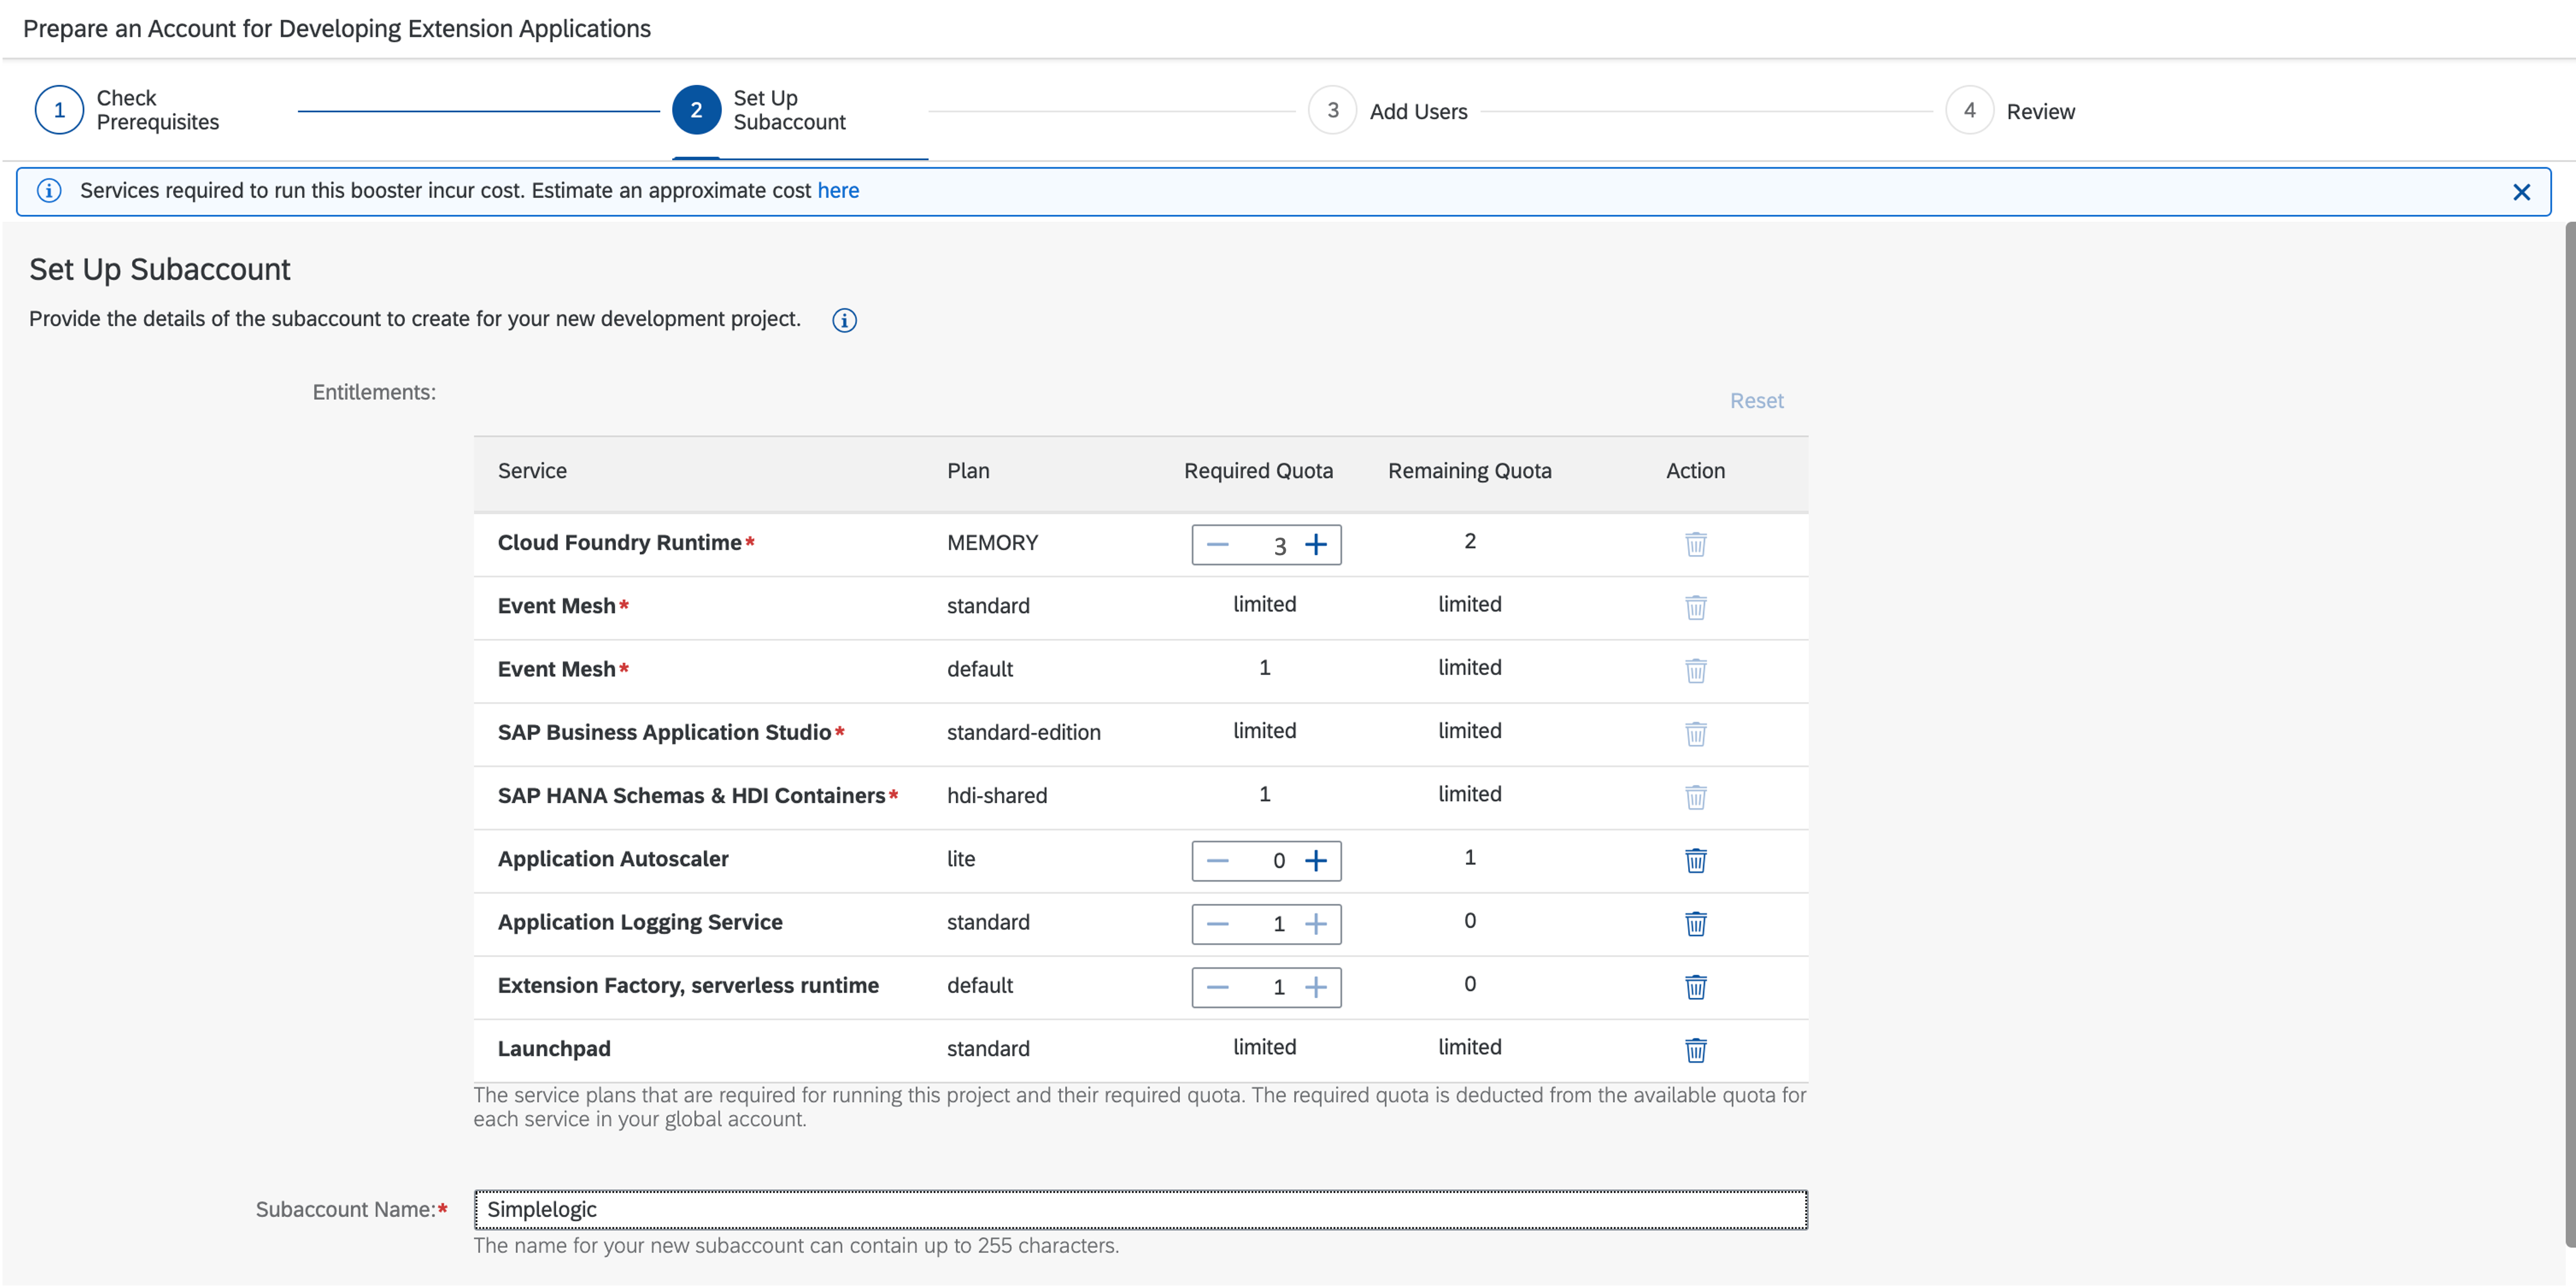 Prepare an Account for Developing Extension Applications
1 Check Prerequisites
2 Set Up Subaccount
3 Add Users
4 Review
Services required to run this booster incur cost. Estimate an approximate cost here
Set Up Subaccount
Provide the details of the subaccount to create for your new development project.
Entitlements:
Reset
Service Plan Required Quota Remaining Quota Action
Cloud Foundry Runtime* MEMORY 3 2
Event Mesh* standard limited limited
Event Mesh* default 1 limited
SAP Business Application Studio* standard-edition limited limited
SAP HANA Schemas & HDI Containers* hdi-shared 1 limited
Application Autoscaler lite 0 1
Application Logging Service standard 1 0
Extension Factory, serverless runtime default 1 0
Launchpad standard limited limited
The service plans that are required for running this project and their required quota. The required quota is deducted from the available quota for
each service in your global account.
Subaccount Name:* Simplelogic
The name for your new subaccount can contain up to 255 characters.